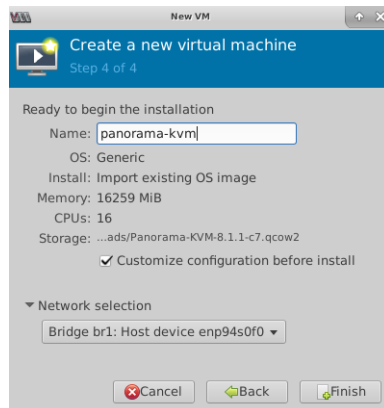 New VM
Create a new virtual machine
Step 4 of 4
Ready to begin the installation
Name: panorama-kvm
OS: Generic
Install: Import existing OS image
Memory: 16259 MiB
CPUs: 16
Storage: ...ads/Panorama-KVM-8.1.1-c7.qcow2
Customize configuration before install
Network selection
Bridge br1: Host device enp94s0f0
Cancel Back Finish